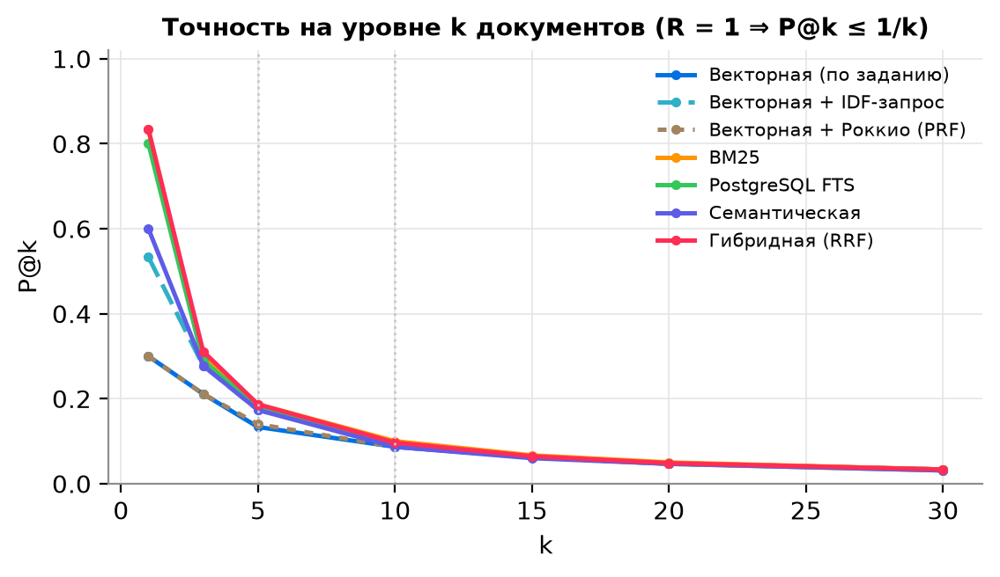 Точность на уровне k документов (R = 1 ⇒ P@k ≤ 1/k)
Векторная (по заданию)
Векторная + IDF-запрос
Векторная + Роккио (PRF)
BM25
PostgreSQL FTS
Семантическая
Гибридная (RRF)
P@k
1.0
0.8
0.6
0.4
0.2
0.0
0 5 10 15 20 25 30
k